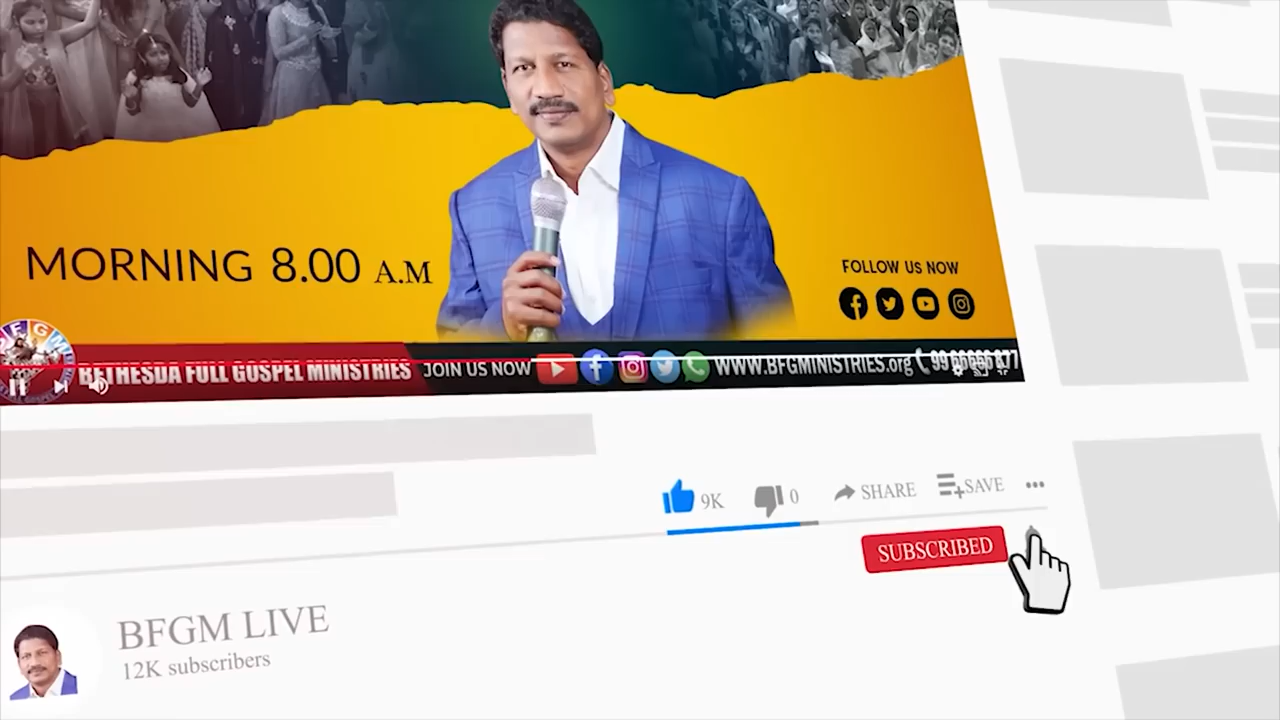 MORNING 8.00 A.M
FOLLOW US NOW
BETHESDA FULL GOSPEL MINISTRIES JOIN US NOW WWW.BFGMINISTRIES.org
9K 0 SHARE SAVE
SUBSCRIBED
BFGM LIVE
12K subscribers